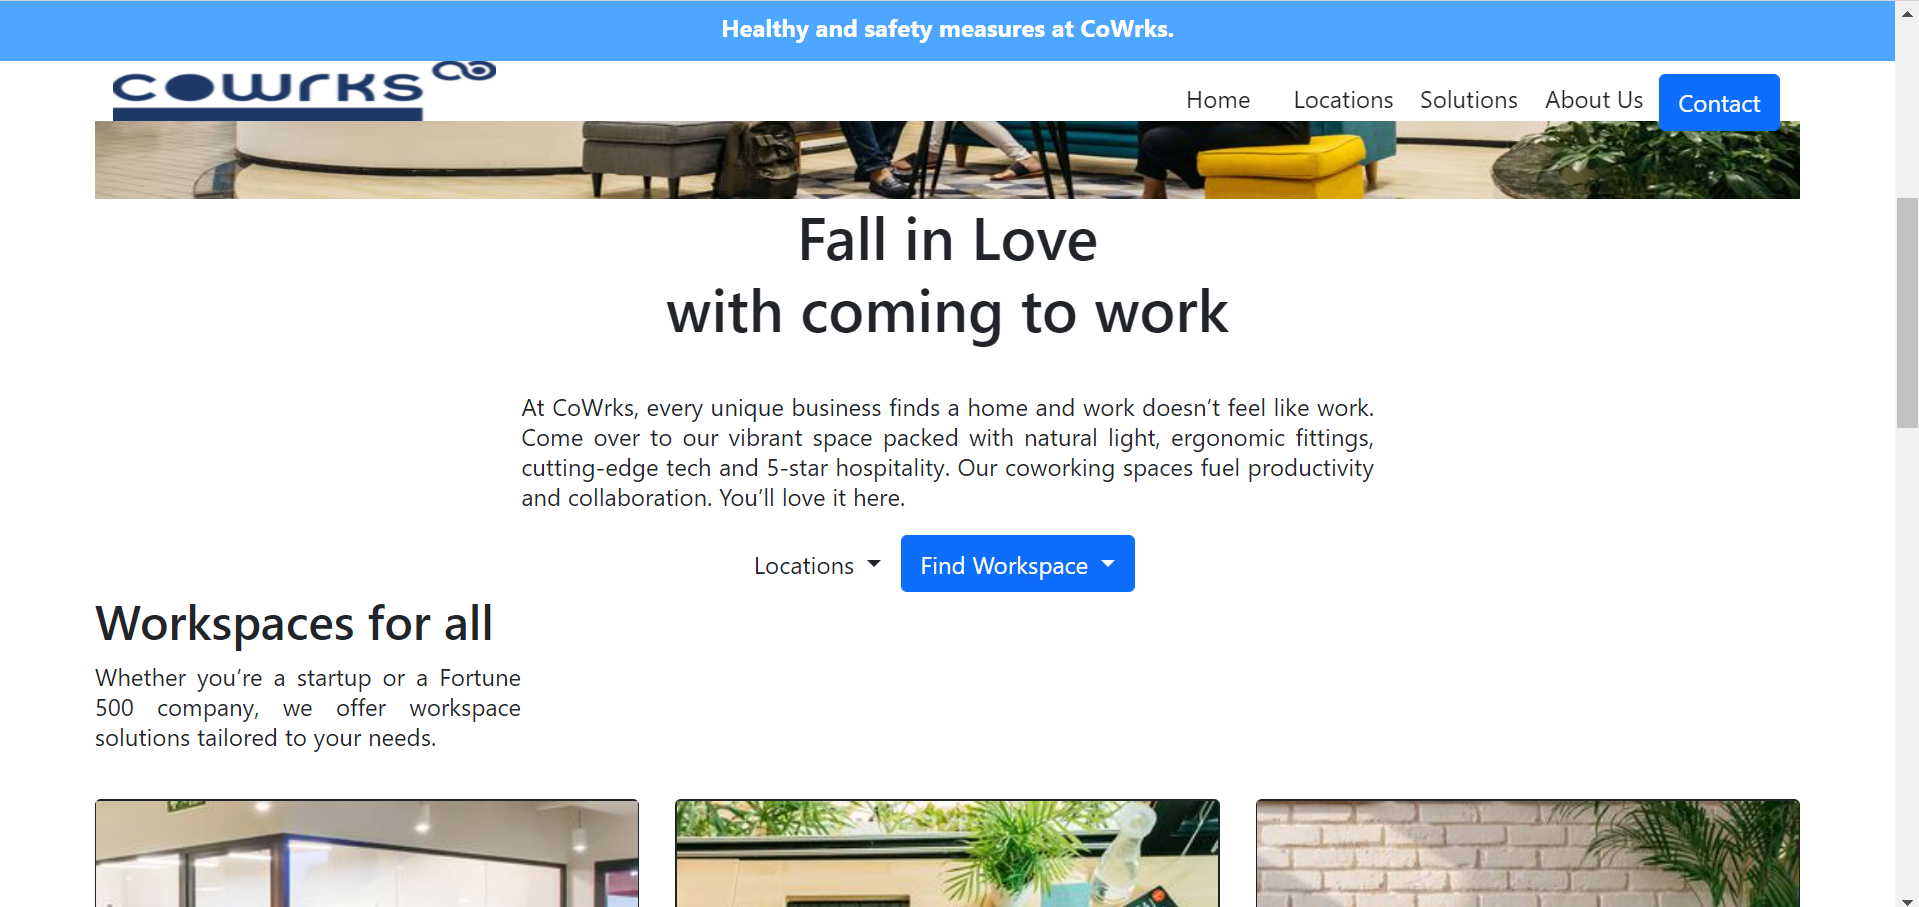 Healthy and safety measures at CoWrks.
COWrks
Home Locations Solutions About Us Contact
Fall in Love
with coming to work
At CoWrks, every unique business finds a home and work doesn’t feel like work.
Come over to our vibrant space packed with natural light, ergonomic fittings,
cutting-edge tech and 5-star hospitality. Our coworking spaces fuel productivity
and collaboration. You’ll love it here.
Locations Find Workspace
Workspaces for all
Whether you’re a startup or a Fortune
500 company, we offer workspace
solutions tailored to your needs.